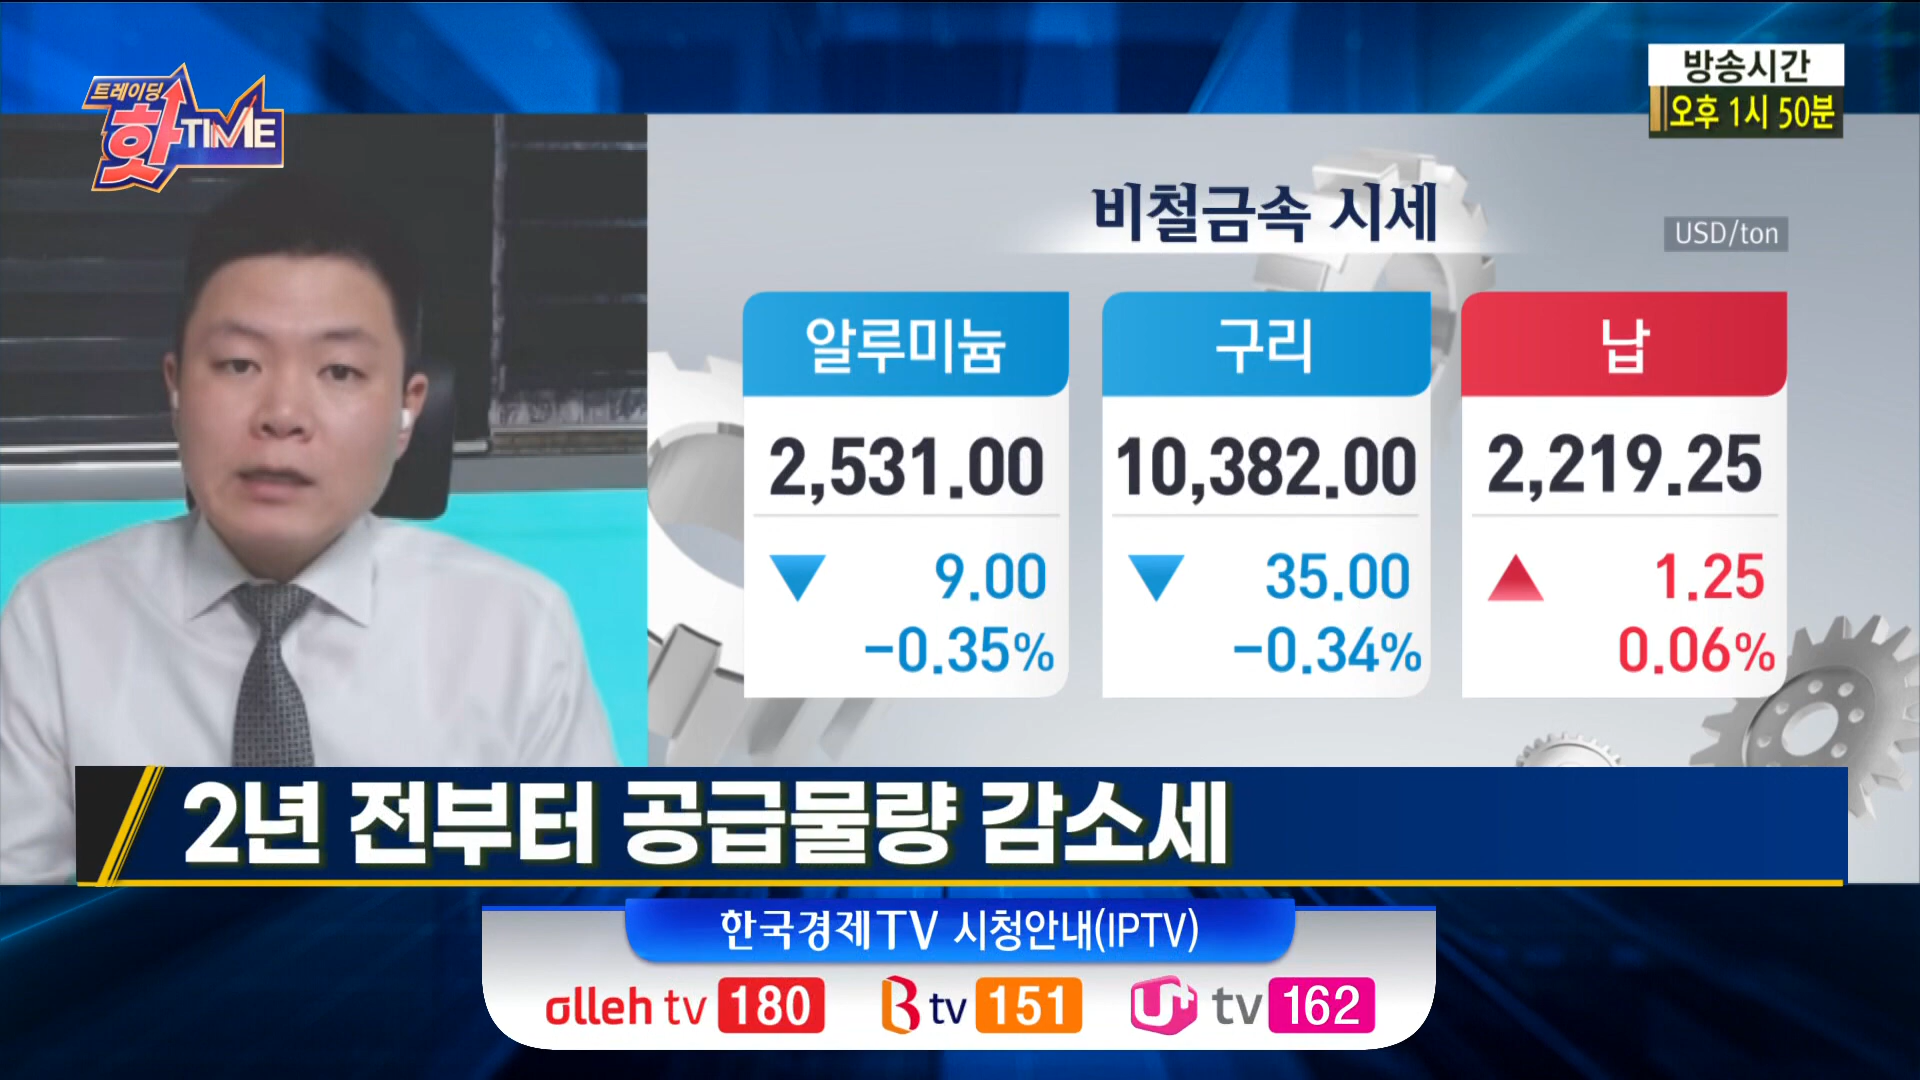 트레이딩
핫TIME
방송시간
오후 1시 50분
비철금속 시세
USD/ton
알루미늄
구리
납
2,531.00
10,382.00
2,219.25
▼ 9.00
▼ 35.00
▲ 1.25
-0.35%
-0.34%
0.06%
2년 전부터 공급물량 감소세
한국경제TV 시청안내(IPTV)
olleh tv 180
B tv 151
U+ tv 162